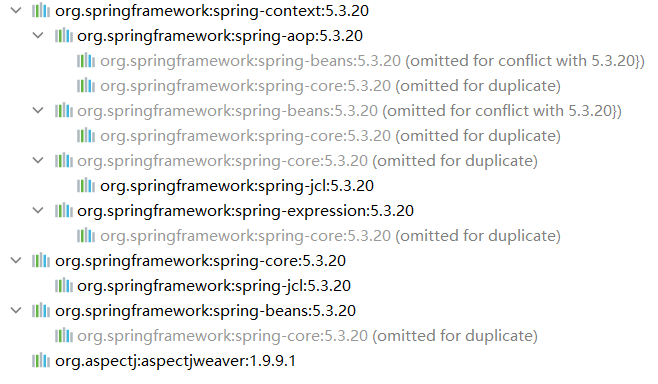 org.springframework:spring-context:5.3.20
org.springframework:spring-aop:5.3.20
org.springframework:spring-beans:5.3.20 (omitted for conflict with 5.3.20})
org.springframework:spring-core:5.3.20 (omitted for duplicate)
org.springframework:spring-beans:5.3.20 (omitted for conflict with 5.3.20})
org.springframework:spring-core:5.3.20 (omitted for duplicate)
org.springframework:spring-core:5.3.20 (omitted for duplicate)
org.springframework:spring-jcl:5.3.20
org.springframework:spring-expression:5.3.20
org.springframework:spring-core:5.3.20 (omitted for duplicate)
org.springframework:spring-core:5.3.20
org.springframework:spring-jcl:5.3.20
org.springframework:spring-beans:5.3.20
org.springframework:spring-core:5.3.20 (omitted for duplicate)
org.aspectj:aspectjweaver:1.9.9.1